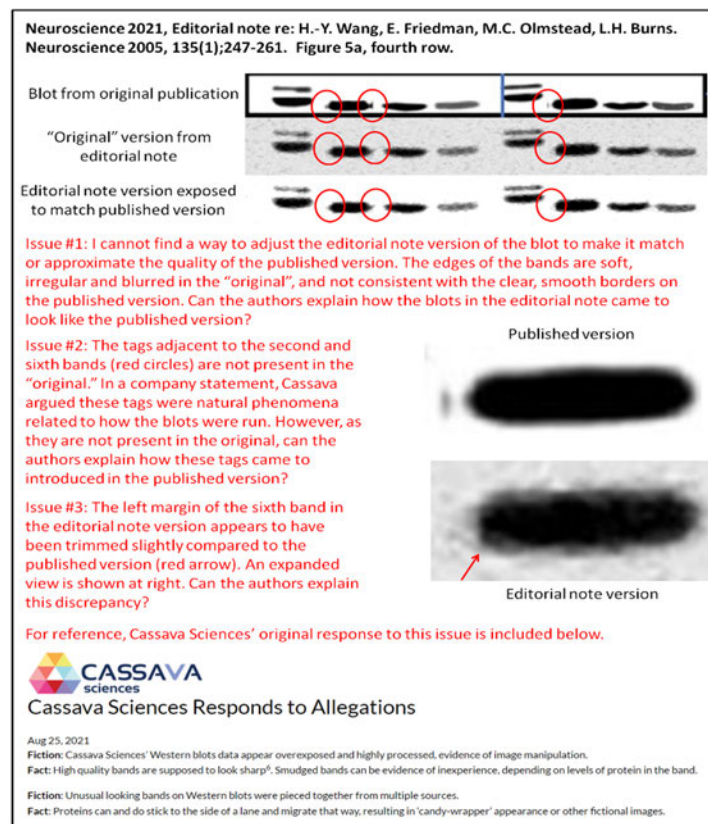 Neuroscience 2021, Editorial note re: H.-Y. Wang, E. Friedman, M.C. Olmstead, L.H. Burns.
Neuroscience 2005, 135(1);247-261. Figure 5a, fourth row.
Blot from original publication
"Original" version from
editorial note
Editorial note version exposed
to match published version
Issue #1: I cannot find a way to adjust the editorial note version of the blot to make it match
or approximate the quality of the published version. The edges of the bands are soft,
irregular and blurred in the "original", and not consistent with the clear, smooth borders on
the published version. Can the authors explain how the blots in the editorial note came to
look like the published version?
Issue #2: The tags adjacent to the second and
sixth bands (red circles) are not present in the
"original." In a company statement, Cassava
argued these tags were natural phenomena
related to how the blots were run. However, as
they are not present in the original, can the
authors explain how these tags came to
introduced in the published version?
Issue #3: The left margin of the sixth band in
the editorial note version appears to have
been trimmed slightly compared to the
published version (red arrow). An expanded
view is shown at right. Can the authors explain
this discrepancy?
Published version
Editorial note version
For reference, Cassava Sciences' original response to this issue is included below.
CASSAVA
sciences
Cassava Sciences Responds to Allegations
Aug 25, 2021
Fiction: Cassava Sciences' Western blots data appear overexposed and highly processed, evidence of image manipulation.
Fact: High quality bands are supposed to look sharp⁶. Smudged bands can be evidence of inexperience, depending on levels of protein in the band.
Fiction: Unusual looking bands on Western blots were pieced together from multiple sources.
Fact: Proteins can and do stick to the side of a lane and migrate that way, resulting in 'candy-wrapper' appearance or other fictional images.